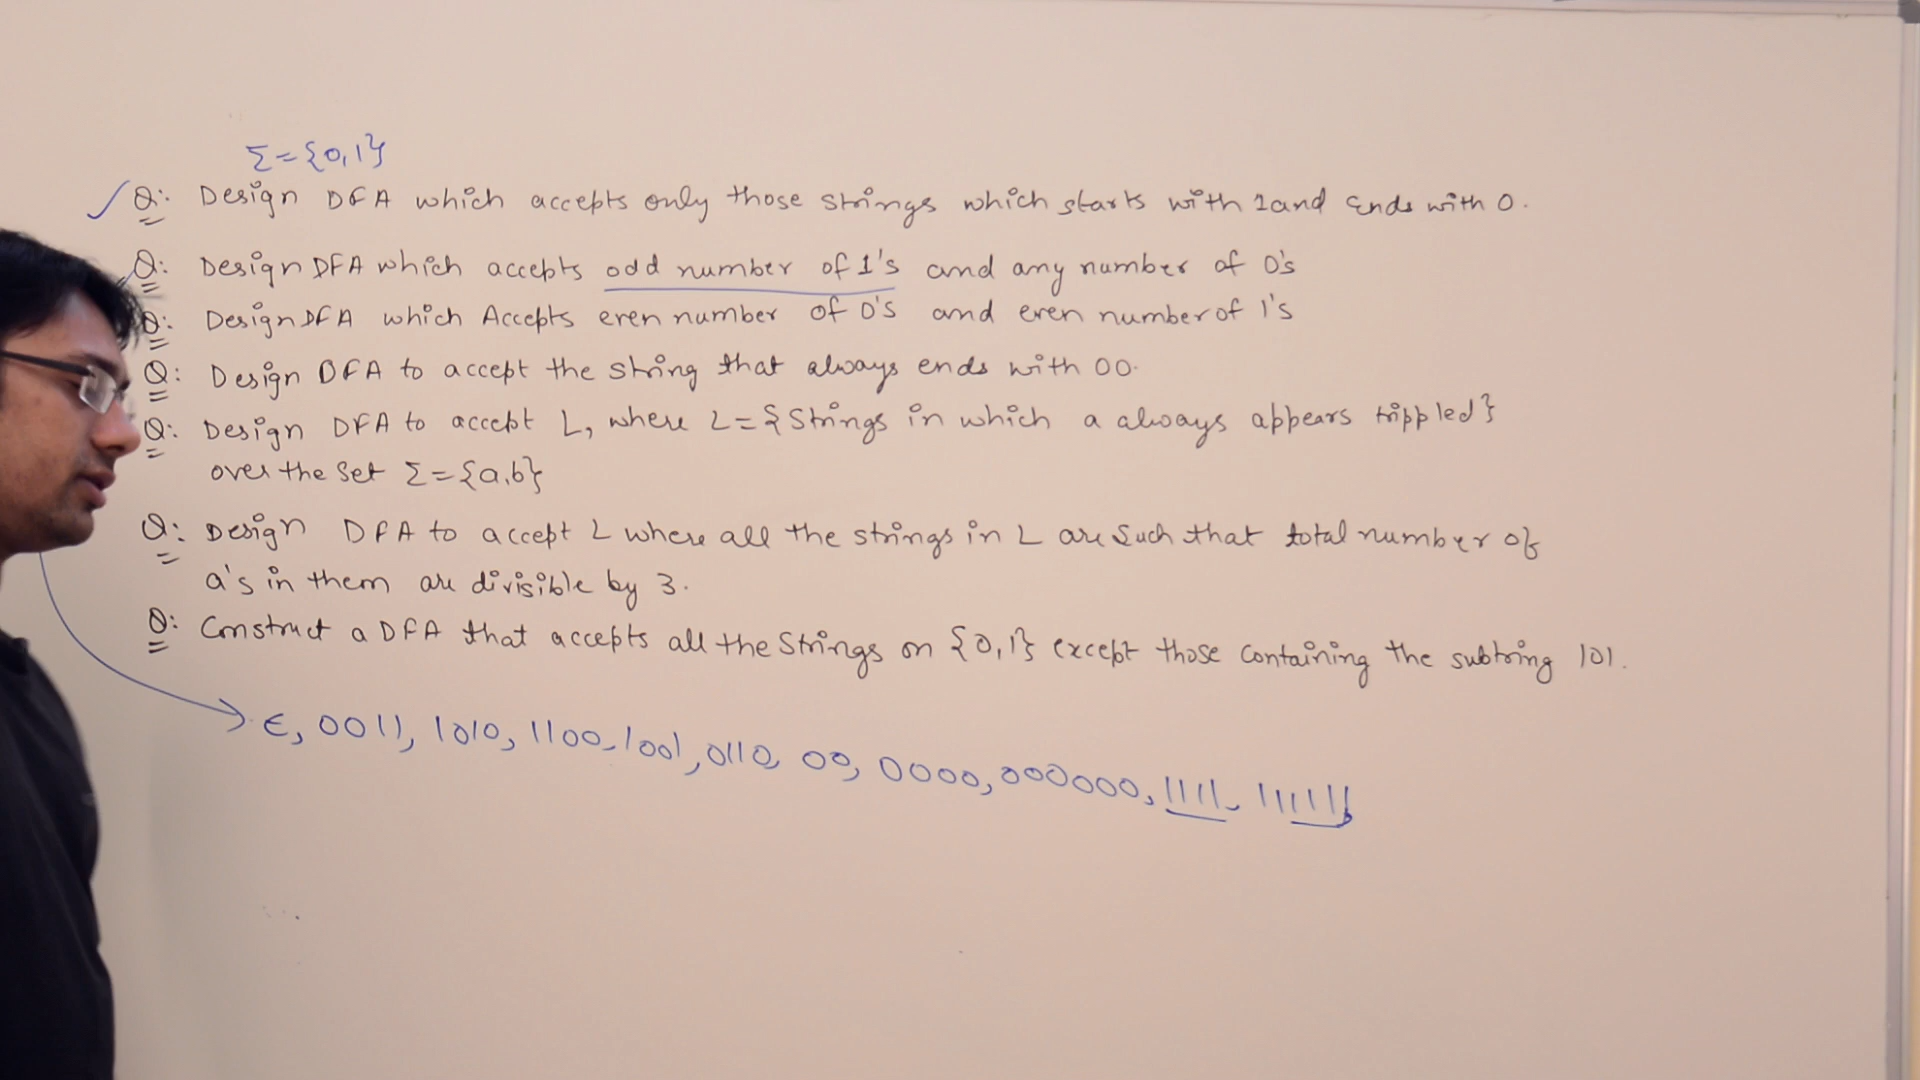 Σ={0,1}
Q: Design DFA which accepts only those strings which starts with 1 and Ends with 0.
Q: Design DFA which accepts odd number of 1's and any number of 0's
Q: Design DFA which Accepts even number of 0's and even number of 1's
Q: Design DFA to accept the string that always ends with 00.
Q: Design DFA to accept L, where L={Strings in which a always appears trippled}
over the Set Σ={a,b}
Q: Design DFA to accept L where all the strings in L are Such that total number of
a's in them are divisible by 3.
Q: Construct a DFA that accepts all the Strings on {0,1} except those containing the subtring 101.
ϵ, 0011, 1010, 1100, 1001, 0110, 00, 0000, 000000, 1111, 111111,